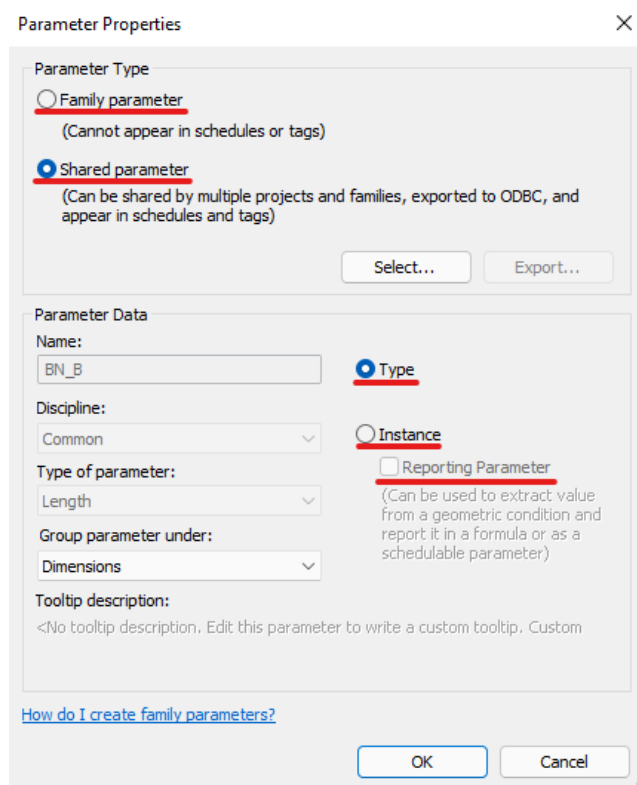 Parameter Properties
Parameter Type
Family parameter
(Cannot appear in schedules or tags)
Shared parameter
(Can be shared by multiple projects and families, exported to ODBC, and
appear in schedules and tags)
Select...
Export...
Parameter Data
Name:
BN_B
Type
Discipline:
Common
Instance
Reporting Parameter
(Can be used to extract value
from a geometric condition and
report it in a formula or as a
schedulable parameter)
Type of parameter:
Length
Group parameter under:
Dimensions
Tooltip description:
<No tooltip description. Edit this parameter to write a custom tooltip. Custom
How do I create family parameters?
OK
Cancel